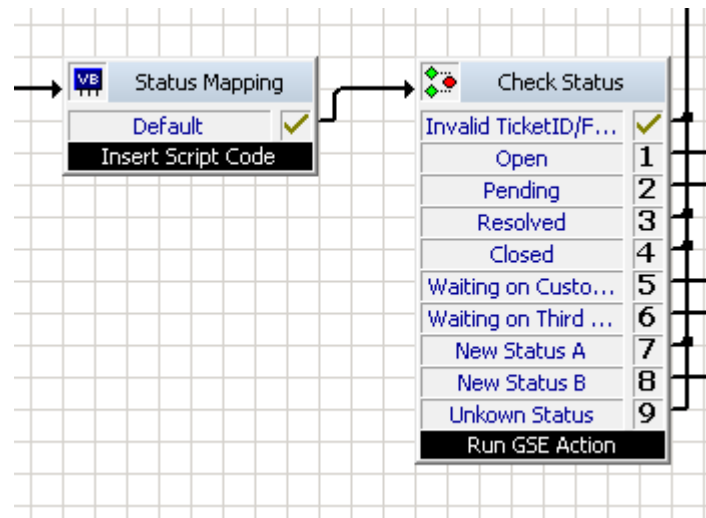 VB
Status Mapping
Default
Insert Script Code
Check Status
Invalid TicketID/F...
Open 1
Pending 2
Resolved 3
Closed 4
Waiting on Custo... 5
Waiting on Third ... 6
New Status A 7
New Status B 8
Unkown Status 9
Run GSE Action